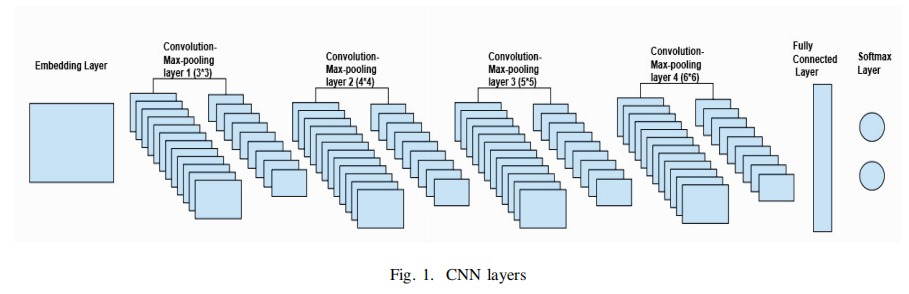 Embedding Layer
Convolution-
Max-pooling
layer 1 (3*3)
Convolution-
Max-pooling
layer 2 (4*4)
Convolution-
Max-pooling
layer 3 (5*5)
Convolution-
Max-pooling
layer 4 (6*6)
Fully
Connected
Layer
Softmax
Layer
Fig. 1. CNN layers